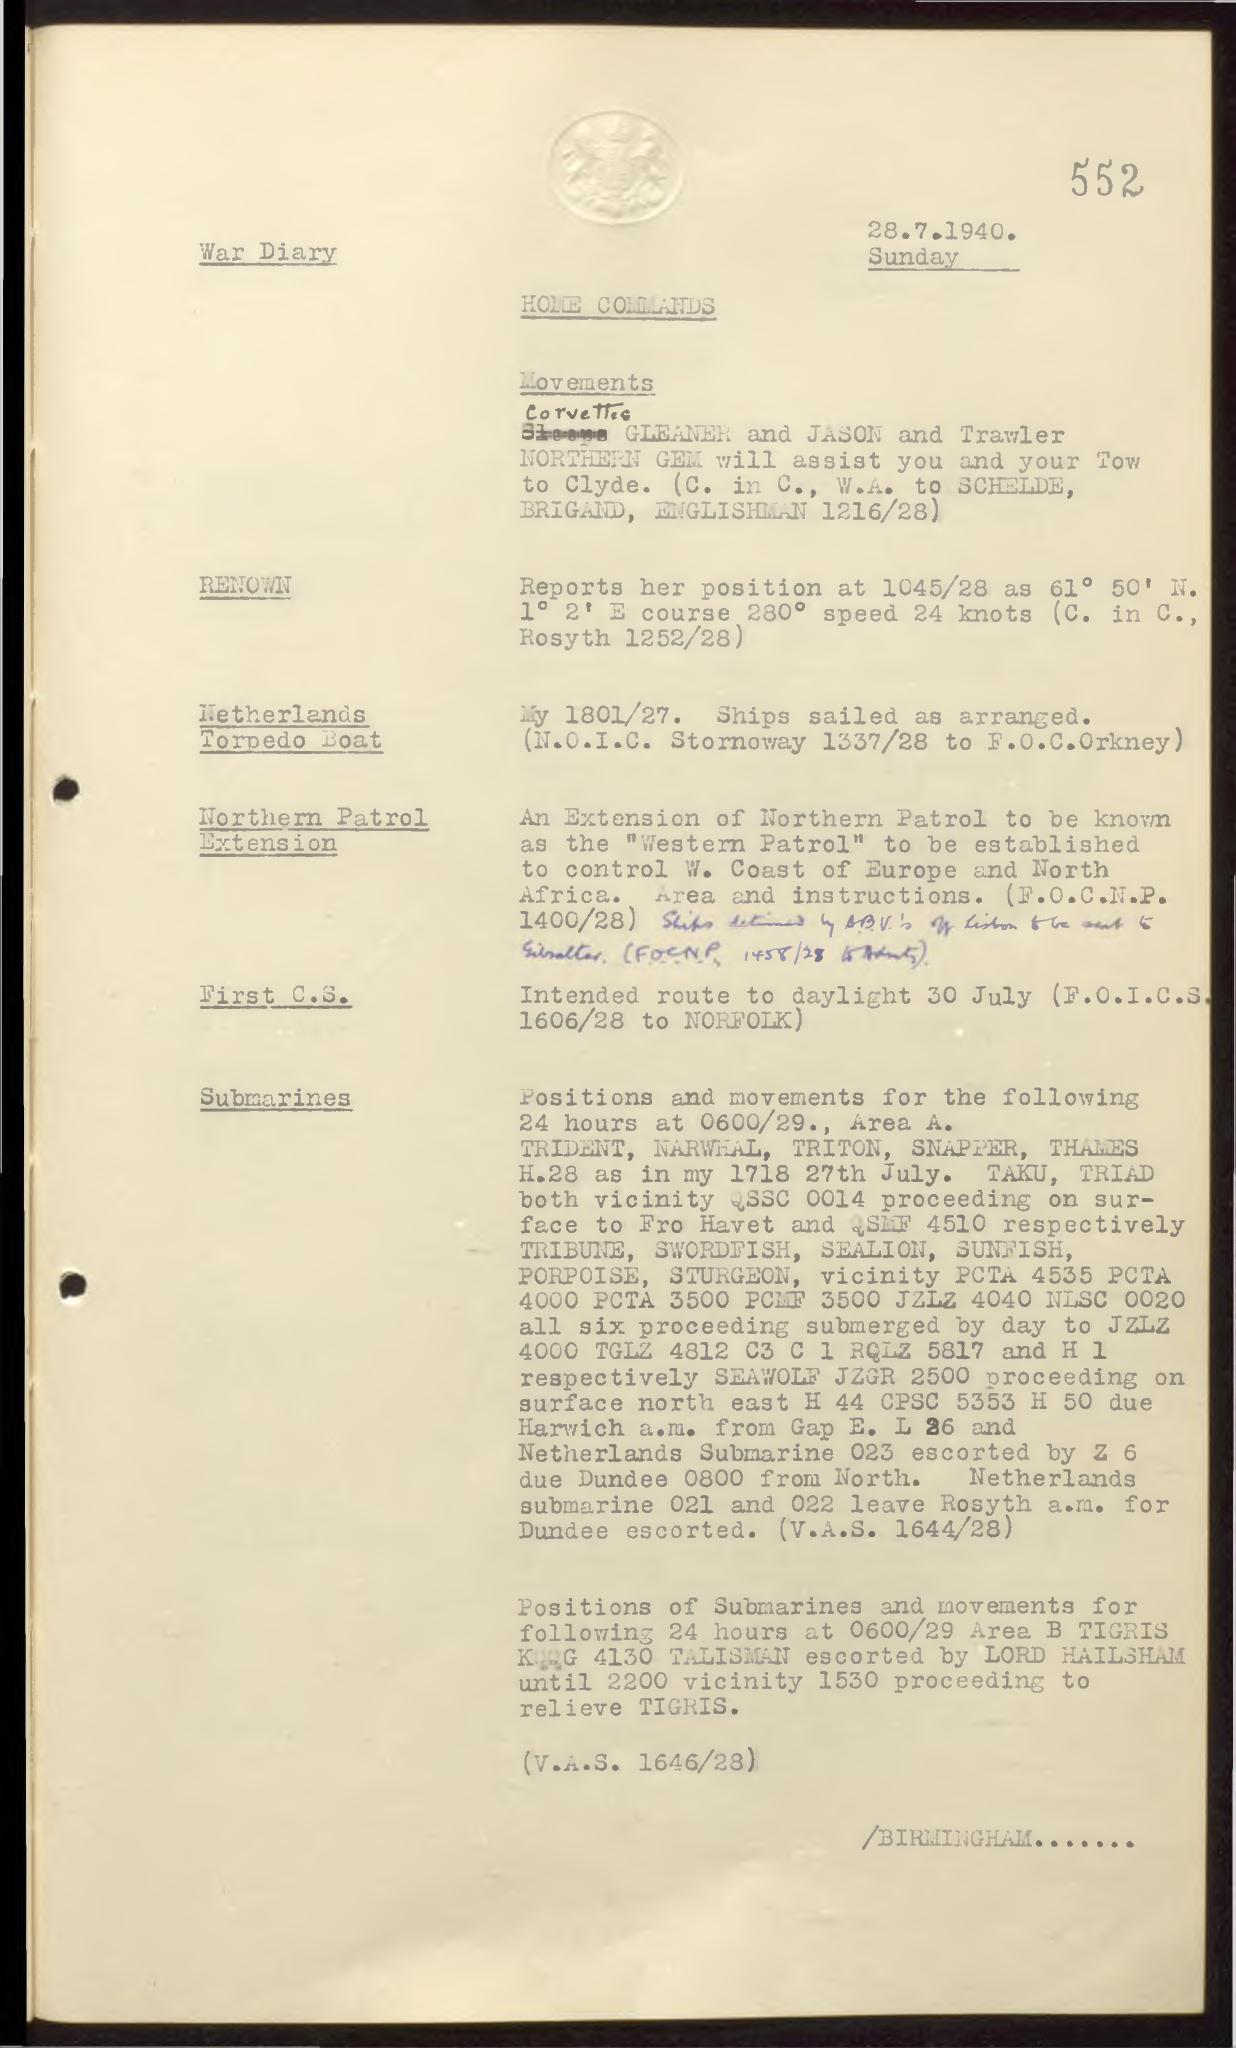 552
28.7.1940.
War Diary
Sunday
HOME COMMANDS
Movements
Corvettes
Sloops GLEANER and JASON and Trawler
NORTHERN GEM will assist you and your Tow
to Clyde. (C. in C., W.A. to SCHELDE,
BRIGAND, ENGLISHMAN 1216/28)
RENOWN
Reports her position at 1045/28 as 61° 50' N.
1° 2' E course 280° speed 24 knots (C. in C.,
Rosyth 1252/28)
Netherlands
Torpedo Boat
My 1801/27. Ships sailed as arranged.
(N.O.I.C. Stornoway 1337/28 to F.O.C.Orkney)
Northern Patrol
Extension
An Extension of Northern Patrol to be known
as the "Western Patrol" to be established
to control W. Coast of Europe and North
Africa. Area and instructions. (F.O.C.N.P.
1400/28) Ships detained by A.B.V.'s off Lisbon to be sent to
Gibraltar. (F.O.C.N.P. 1458/28 to Admty).
First C.S.
Intended route to daylight 30 July (F.O.I.C.S.
1606/28 to NORFOLK)
Submarines
Positions and movements for the following
24 hours at 0600/29., Area A.
TRIDENT, NARWHAL, TRITON, SNAPPER, THAMES
H.28 as in my 1718 27th July. TAKU, TRIAD
both vicinity QSSC 0014 proceeding on sur-
face to Fro Havet and QSMF 4510 respectively
TRIBUNE, SWORDFISH, SEALION, SUNFISH,
PORPOISE, STURGEON, vicinity PCTA 4535 PCTA
4000 PCTA 3500 PCMF 3500 JZLZ 4040 NLSC 0020
all six proceeding submerged by day to JZLZ
4000 TGLZ 4812 C3 C 1 RQLZ 5817 and H 1
respectively SEAWOLF JZGR 2500 proceeding on
surface north east H 44 CPSC 5353 H 50 due
Harwich a.m. from Gap E. L 26 and
Netherlands Submarine 023 escorted by Z 6
due Dundee 0800 from North. Netherlands
submarine 021 and 022 leave Rosyth a.m. for
Dundee escorted. (V.A.S. 1644/28)
Positions of Submarines and movements for
following 24 hours at 0600/29 Area B TIGRIS
4130 TALISMAN escorted by LORD HAILSHAM
until 2200 vicinity 1530 proceeding to
relieve TIGRIS.
(V.A.S. 1646/28)
/BIRMINGHAM.......